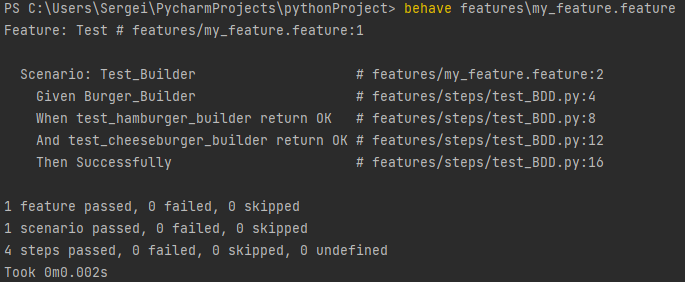 PS C:\Users\Sergei\PycharmProjects\pythonProject> behave features\my_feature.feature
Feature: Test # features/my_feature.feature:1
Scenario: Test_Builder # features/my_feature.feature:2
Given Burger_Builder # features/steps/test_BDD.py:4
When test_hamburger_builder return OK # features/steps/test_BDD.py:8
And test_cheeseburger_builder return OK # features/steps/test_BDD.py:12
Then Successfully # features/steps/test_BDD.py:16
1 feature passed, 0 failed, 0 skipped
1 scenario passed, 0 failed, 0 skipped
4 steps passed, 0 failed, 0 skipped, 0 undefined
Took 0m0.002s